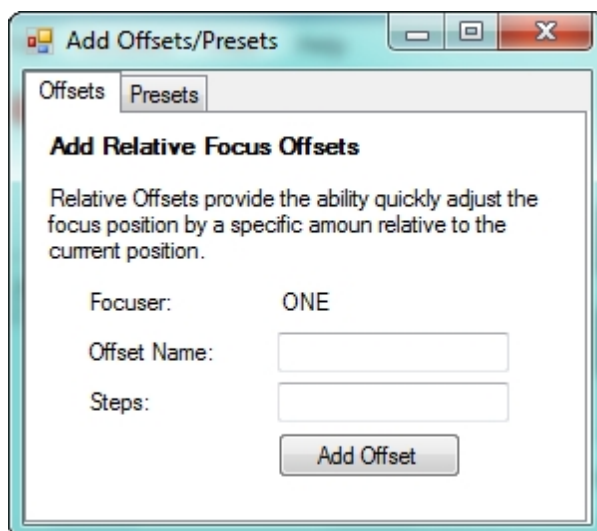 Add Offsets/Presets
Offsets Presets
Add Relative Focus Offsets
Relative Offsets provide the ability quickly adjust the
focus position by a specific amoun relative to the
current position.
Focuser: ONE
Offset Name:
Steps:
Add Offset